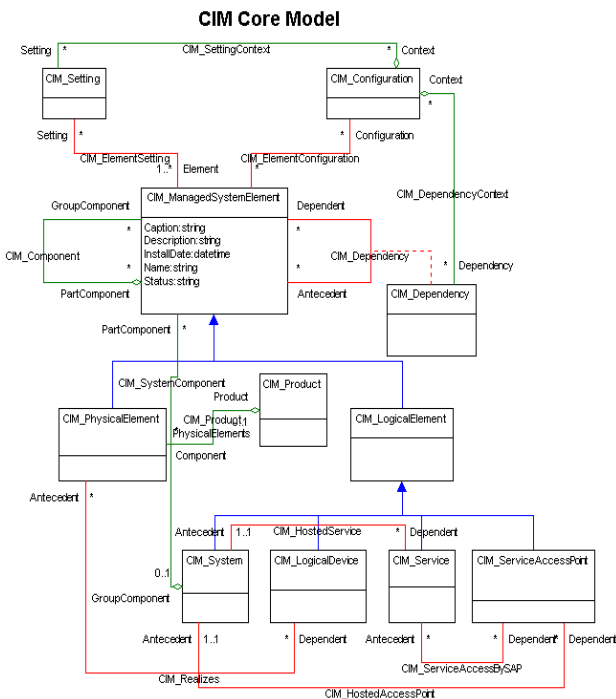 CIM Core Model
Setting
*
CIM_SettingContext
*
Context
CIM_Setting
CIM_Configuration
Context
*
Setting
*
*
Configuration
CIM_ElementSetting
1..*
Element
*
CIM_ElementConfiguration
CIM_DependencyContext
CIM_ManagedSystemElement
Caption:string
Description:string
InstallDate:datetime
Name:string
Status:string
GroupComponent
*
CIM_Component
*
PartComponent
Dependent
*
CIM_Dependency
*
Antecedent
*
Dependency
CIM_Dependency
PartComponent
*
CIM_SystemComponent
Product
CIM_Product
CIM_PhysicalElement
CIM_Product
.1
PhysicalElements
*
Component
CIM_LogicalElement
Antecedent
*
Antecedent
1..1
CIM_HostedService
*
Dependent
CIM_System
CIM_LogicalDevice
CIM_Service
CIM_ServiceAccessPoint
0..1
GroupComponent
Antecedent
1..1
*
Dependent
Antecedent
*
*
Dependent
*
Dependent
CIM_Realizes
CIM_ServiceAccessBySAP
CIM_HostedAccessPoint